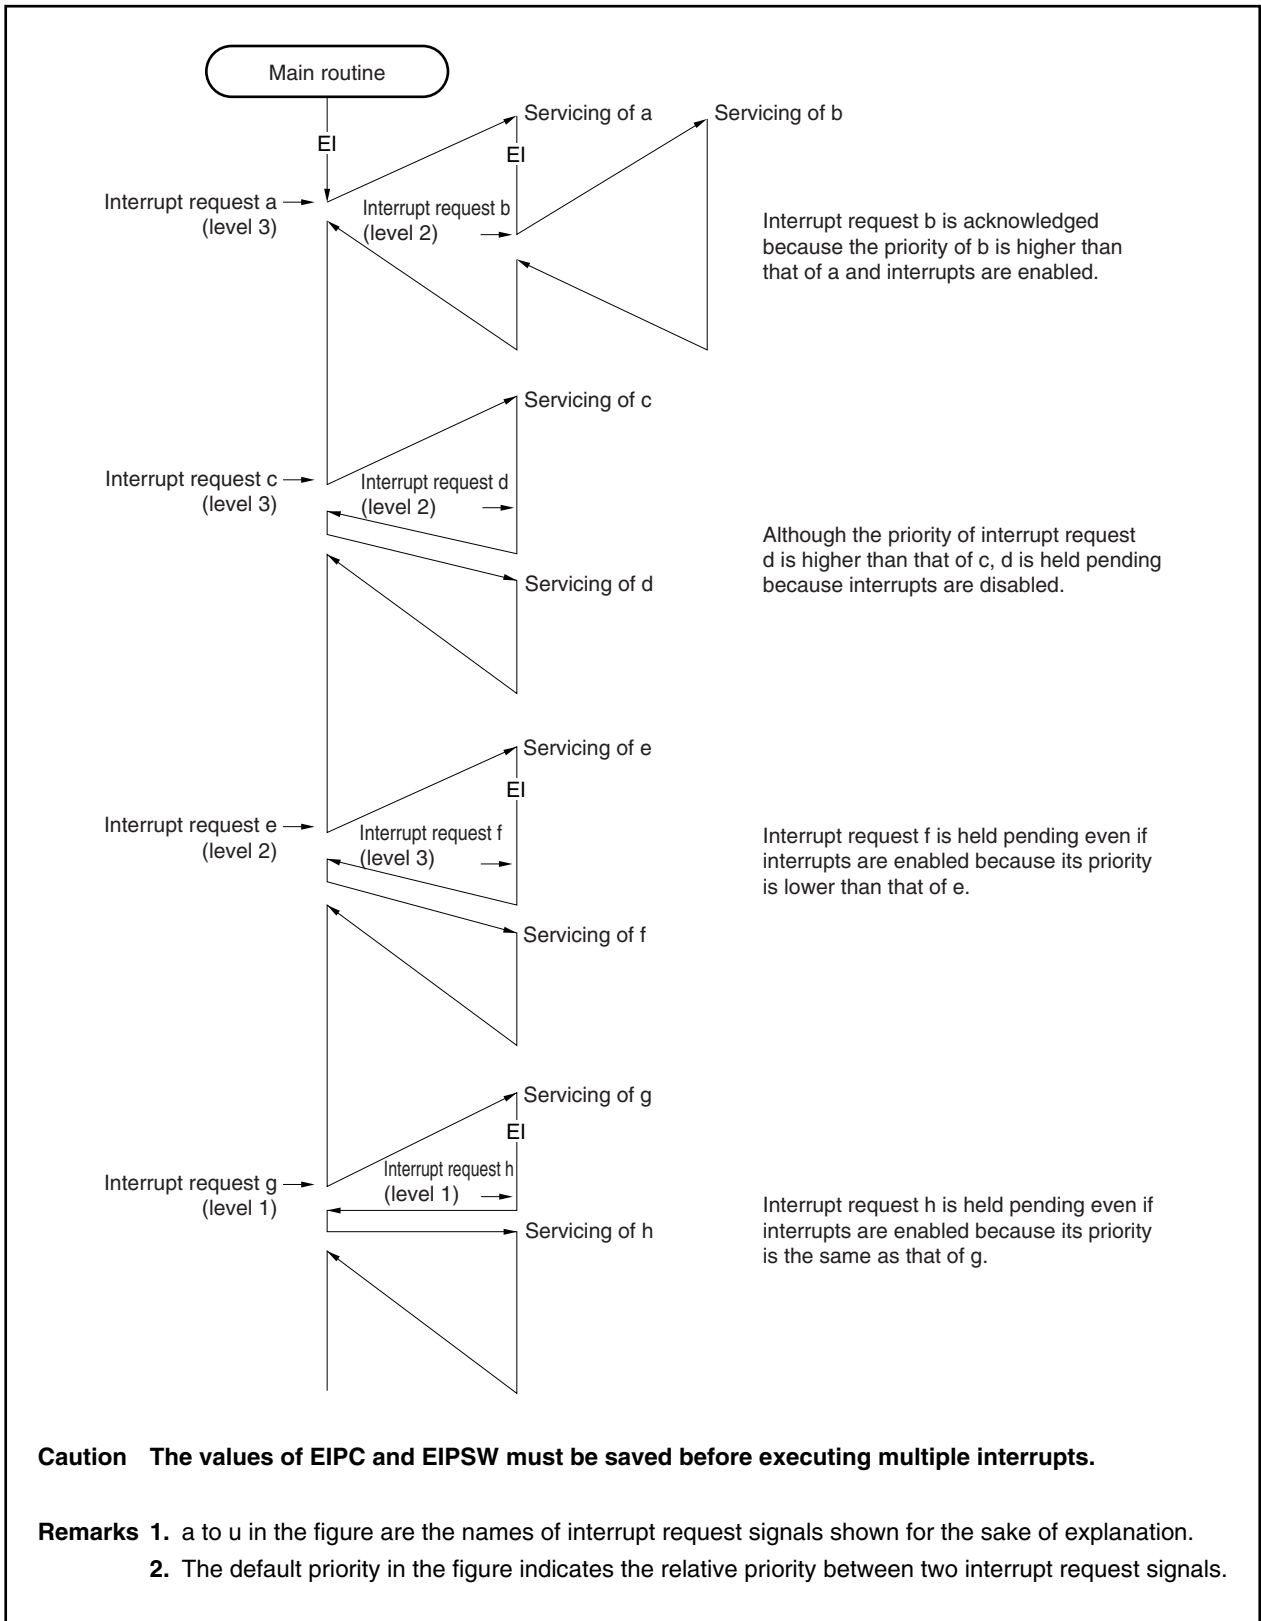 Main routine
EI
Servicing of a
EI
Servicing of b
Interrupt request a
(level 3)
Interrupt request b
(level 2)
Interrupt request b is acknowledged
because the priority of b is higher than
that of a and interrupts are enabled.
Servicing of c
Interrupt request c
(level 3)
Interrupt request d
(level 2)
Although the priority of interrupt request
d is higher than that of c, d is held pending
because interrupts are disabled.
Servicing of d
Servicing of e
EI
Interrupt request e
(level 2)
Interrupt request f
(level 3)
Interrupt request f is held pending even if
interrupts are enabled because its priority
is lower than that of e.
Servicing of f
Servicing of g
EI
Interrupt request g
(level 1)
Interrupt request h
(level 1)
Interrupt request h is held pending even if
interrupts are enabled because its priority
is the same as that of g.
Servicing of h
Caution The values of EIPC and EIPSW must be saved before executing multiple interrupts.
Remarks 1. a to u in the figure are the names of interrupt request signals shown for the sake of explanation.
2. The default priority in the figure indicates the relative priority between two interrupt request signals.